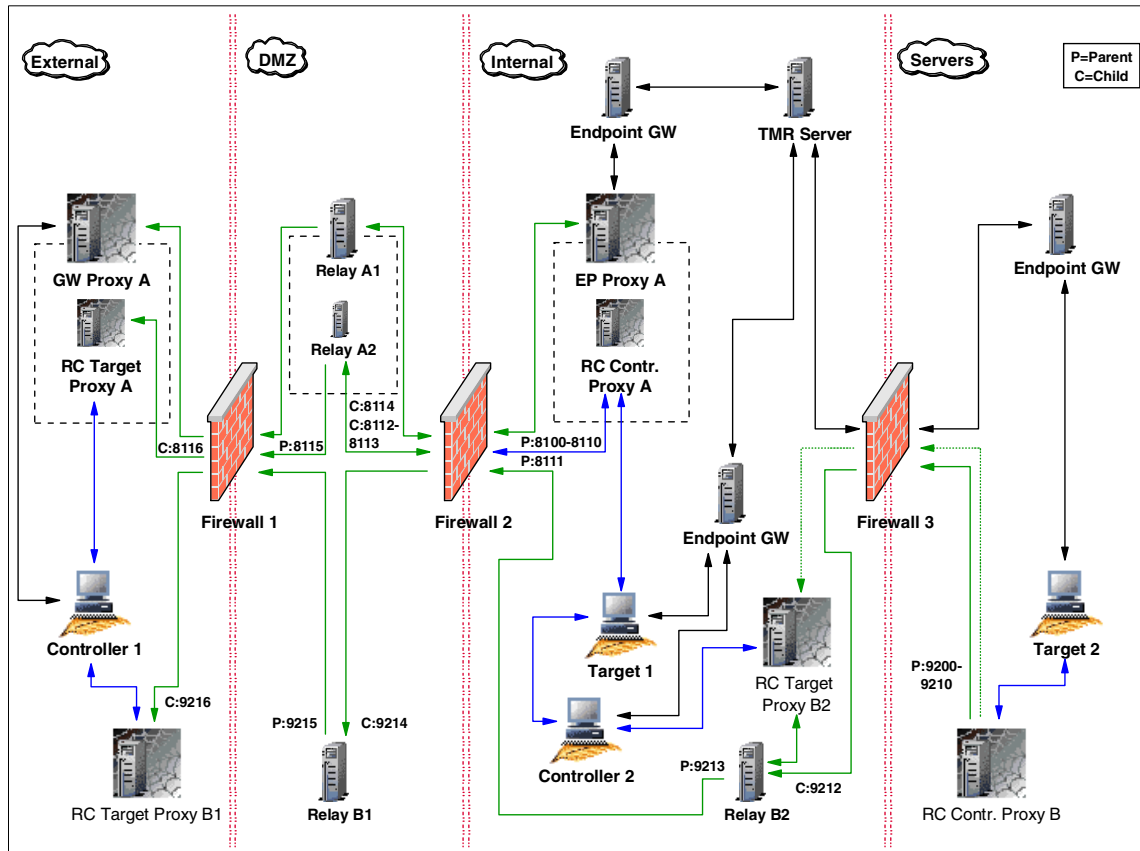 External
DMZ
Internal
Servers
P=Parent
C=Child
Endpoint GW
TMR Server
GW Proxy A
Relay A1
EP Proxy A
Endpoint GW
RC Target
Proxy A
Relay A2
RC Contr.
Proxy A
C:8116
P:8115
C:8114
C:8112-
8113
P:8100-8110
P:8111
Firewall 1
Firewall 2
Firewall 3
Endpoint GW
Controller 1
Target 1
Target 2
RC Target
Proxy B2
P:9200-
9210
C:9216
P:9215
C:9214
Controller 2
P:9213
C:9212
RC Target Proxy B1
Relay B1
Relay B2
RC Contr. Proxy B